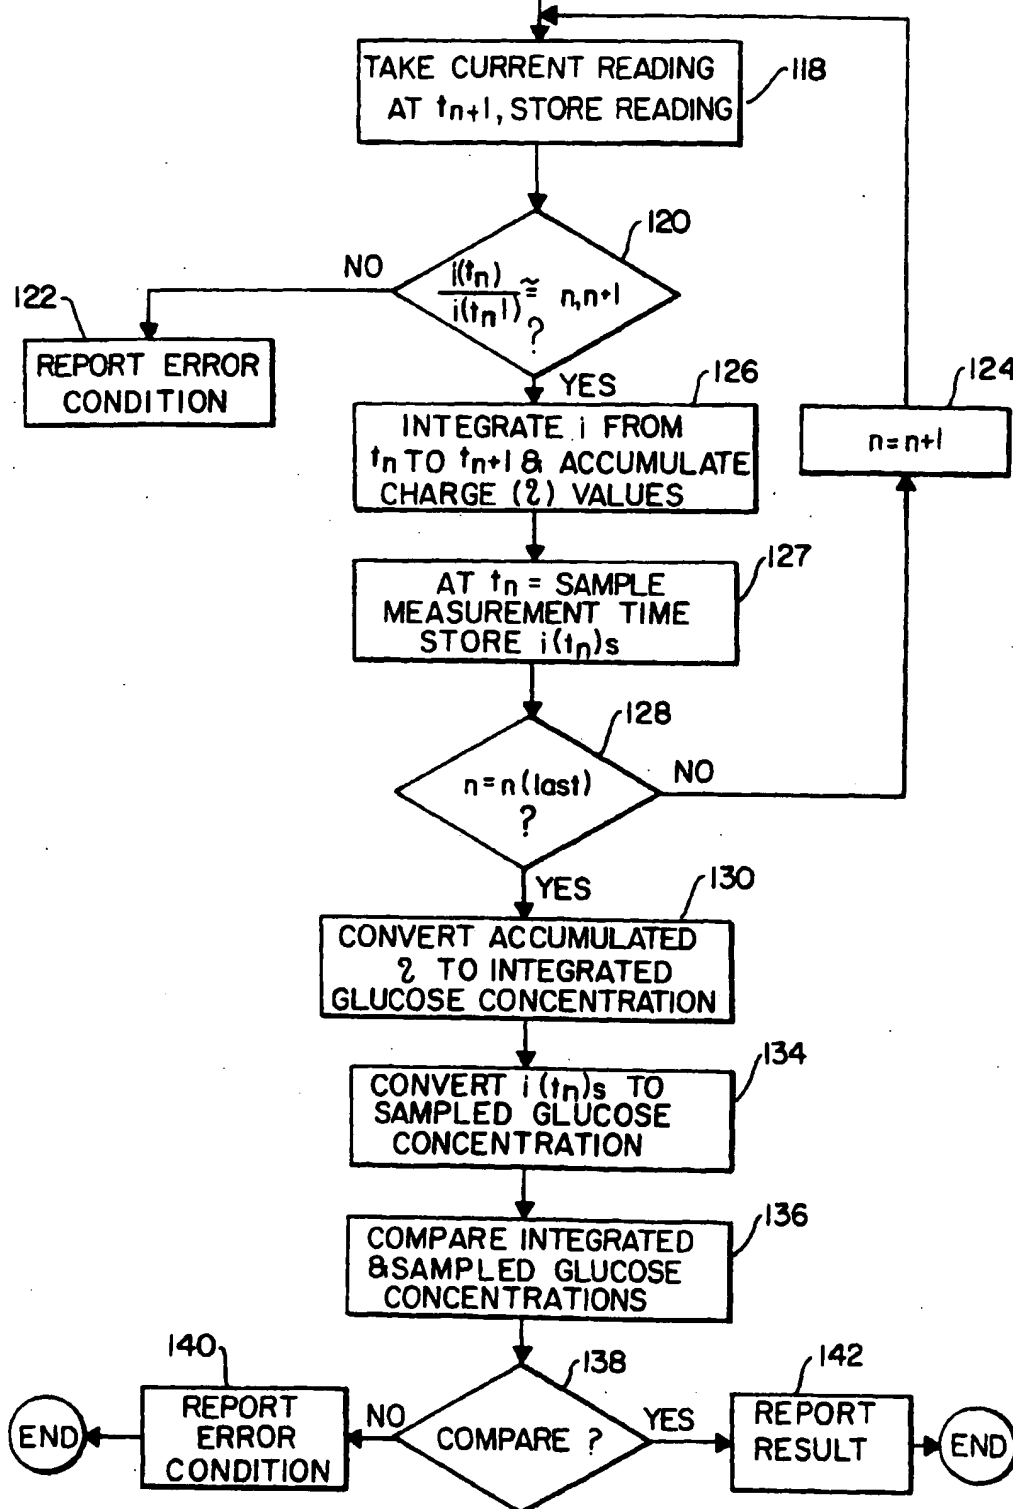 TAKE CURRENT READING
AT tn+1, STORE READING
118
120
NO
i(tn)
i(tn1)
≅ n, n+1
?
122
REPORT ERROR
CONDITION
YES
126
124
INTEGRATE i FROM
tn TO tn+1 & ACCUMULATE
CHARGE (q) VALUES
n=n+1
127
AT tn = SAMPLE
MEASUREMENT TIME
STORE i(tn)s
128
n=n(last)
?
NO
YES
130
CONVERT ACCUMULATED
q TO INTEGRATED
GLUCOSE CONCENTRATION
134
CONVERT i(tn)s TO
SAMPLED GLUCOSE
CONCENTRATION
136
COMPARE INTEGRATED
&SAMPLED GLUCOSE
CONCENTRATIONS
140
138
142
END
REPORT
ERROR
CONDITION
NO
COMPARE ?
YES
REPORT
RESULT
END